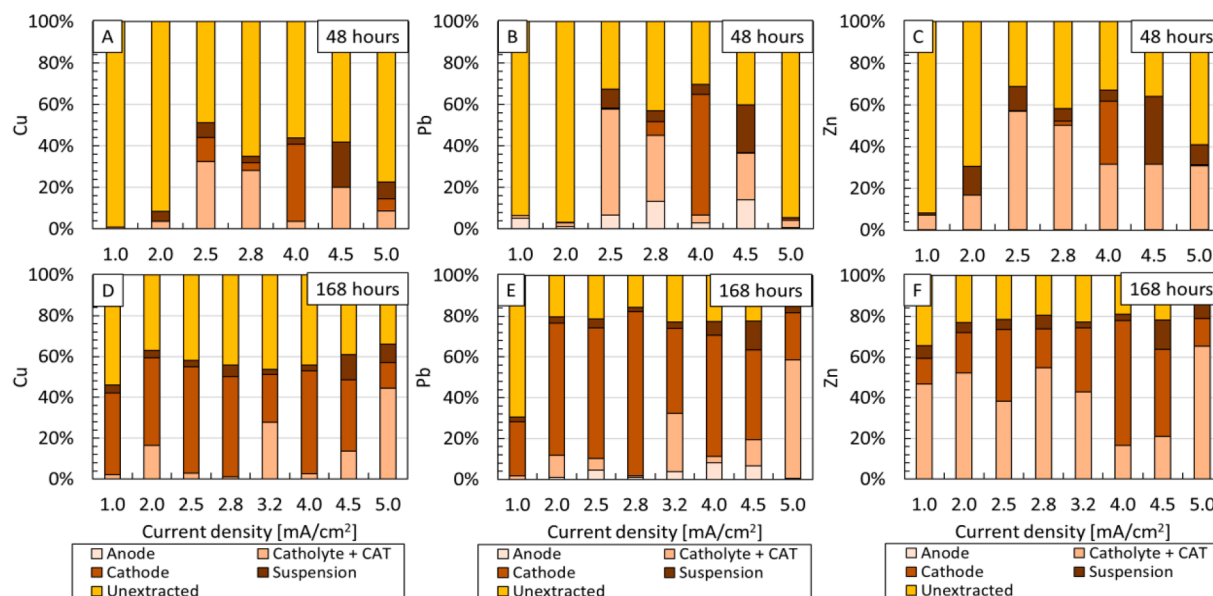 A
48 hours
100%
80%
60%
40%
20%
0%
Cu
1.0 2.0 2.5 2.8 4.0 4.5 5.0
B
48 hours
100%
80%
60%
40%
20%
0%
Pb
1.0 2.0 2.5 2.8 4.0 4.5 5.0
C
48 hours
100%
80%
60%
40%
20%
0%
Zn
1.0 2.0 2.5 2.8 4.0 4.5 5.0
D
168 hours
100%
80%
60%
40%
20%
0%
Cu
1.0 2.0 2.5 2.8 3.2 4.0 4.5 5.0
Current density [mA/cm²]
Anode Catholyte + CAT
Cathode Suspension
Unextracted
E
168 hours
100%
80%
60%
40%
20%
0%
Pb
1.0 2.0 2.5 2.8 3.2 4.0 4.5 5.0
Current density [mA/cm²]
Anode Catholyte + CAT
Cathode Suspension
Unextracted
F
168 hours
100%
80%
60%
40%
20%
0%
Zn
1.0 2.0 2.5 2.8 3.2 4.0 4.5 5.0
Current density [mA/cm²]
Anode Catholyte + CAT
Cathode Suspension
Unextracted